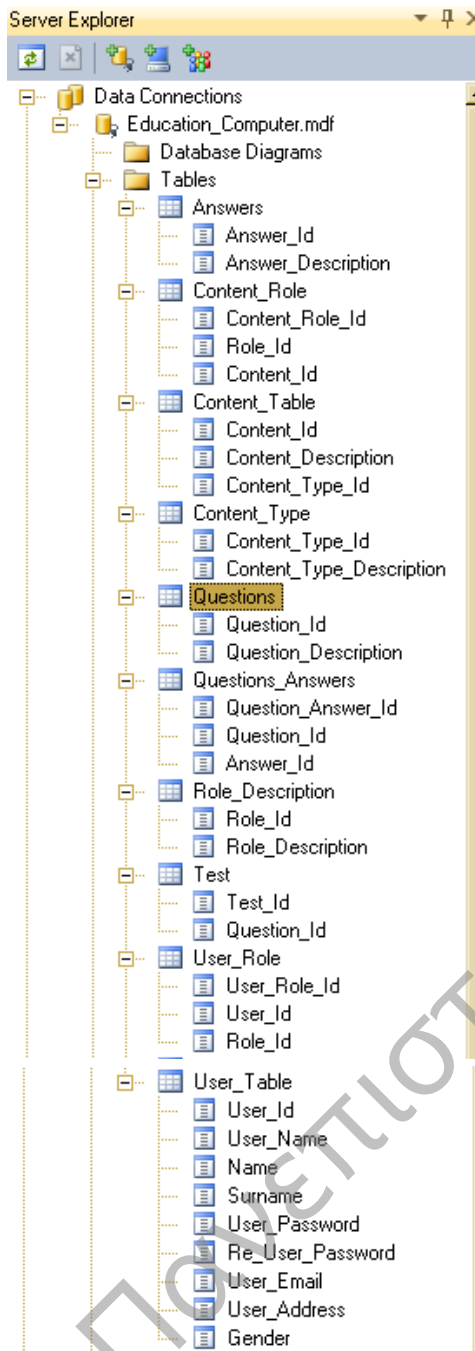 Server Explorer
Data Connections
Education_Computer.mdf
Database Diagrams
Tables
Answers
Answer_Id
Answer_Description
Content_Role
Content_Role_Id
Role_Id
Content_Id
Content_Table
Content_Id
Content_Description
Content_Type_Id
Content_Type
Content_Type_Id
Content_Type_Description
Questions
Question_Id
Question_Description
Questions_Answers
Question_Answer_Id
Question_Id
Answer_Id
Role_Description
Role_Id
Role_Description
Test
Test_Id
Question_Id
User_Role
User_Role_Id
User_Id
Role_Id
User_Table
User_Id
User_Name
Name
Surname
User_Password
Re_User_Password
User_Email
User_Address
Gender